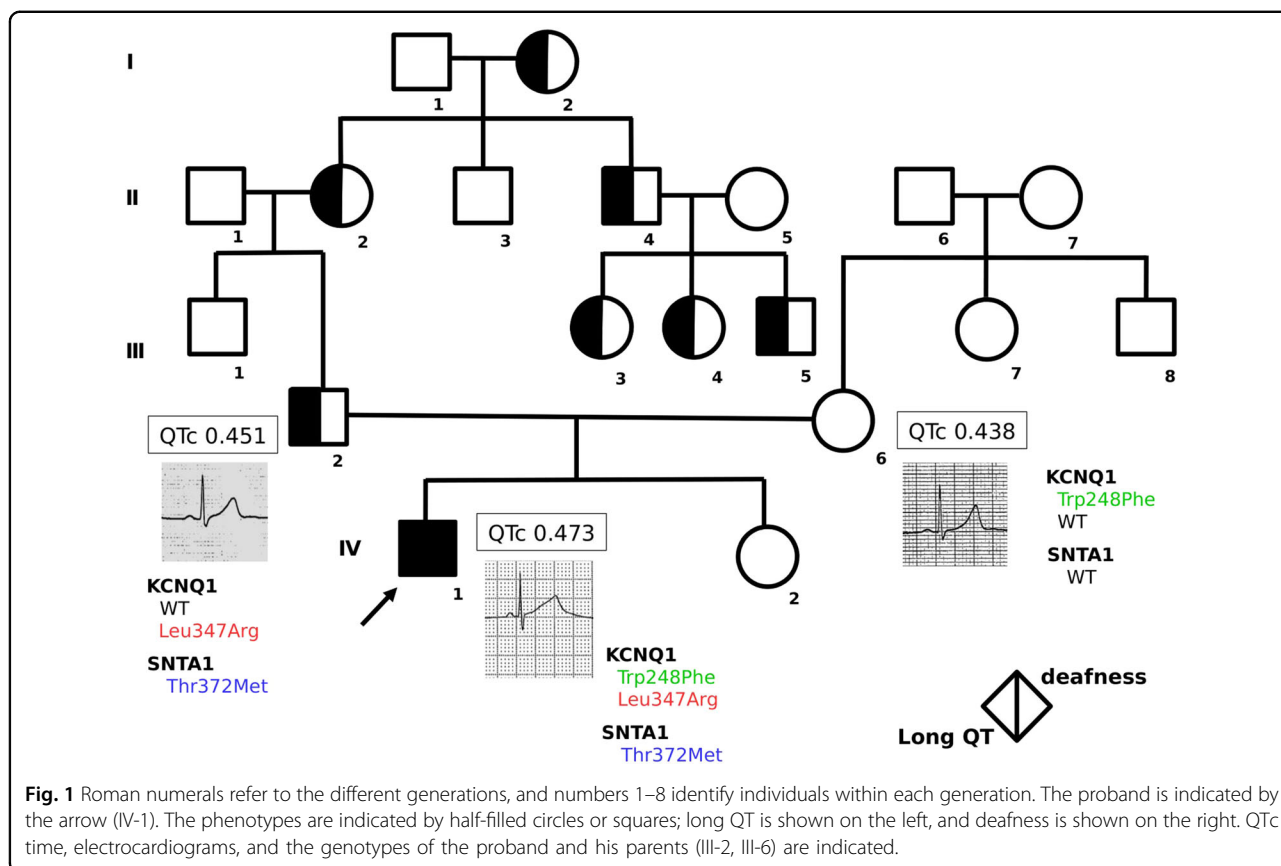 I
1
2
II
1
2
3
4
5
6
7
III
1
3
4
5
7
8
2
6
QTc 0.451
KCNQ1
WT
Leu347Arg
SNTA1
Thr372Met
IV
1
2
QTc 0.473
KCNQ1
Trp248Phe
Leu347Arg
SNTA1
Thr372Met
QTc 0.438
KCNQ1
Trp248Phe
WT
SNTA1
WT
deafness
Long QT
Fig. 1 Roman numerals refer to the different generations, and numbers 1–8 identify individuals within each generation. The proband is indicated by
the arrow (IV-1). The phenotypes are indicated by half-filled circles or squares; long QT is shown on the left, and deafness is shown on the right. QTc
time, electrocardiograms, and the genotypes of the proband and his parents (III-2, III-6) are indicated.